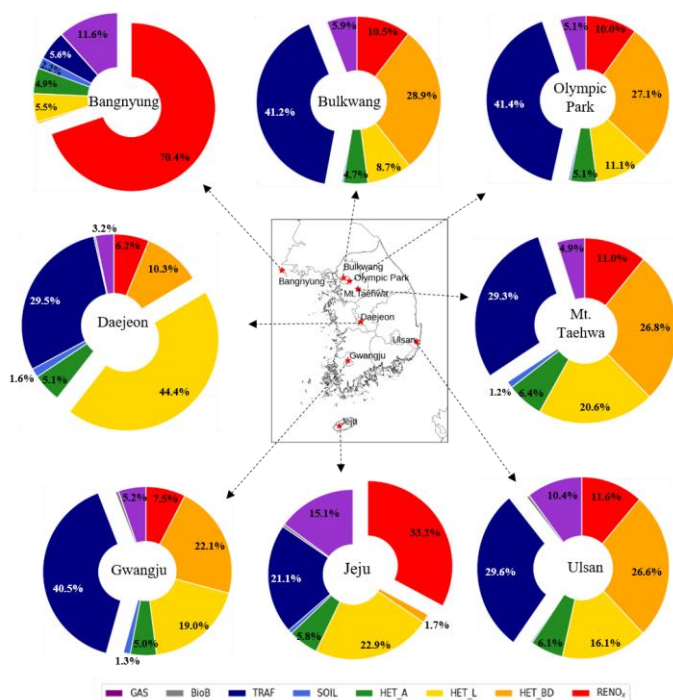 11.6%
5.6%
4.9%
5.5%
70.4%
Bangnyung
5.9%
10.5%
28.9%
8.7%
4.7%
41.2%
Bulkwang
5.1%
10.0%
27.1%
11.1%
5.1%
41.4%
Olympic
Park
3.2%
6.2%
10.3%
44.4%
5.1%
1.6%
29.5%
Daejeon
Bulkwang
Olympic Park
Bangnyung
Mt.Taehwa
Daejeon
Ulsan
Gwangju
Jeju
4.9%
11.0%
26.8%
20.6%
6.4%
1.2%
29.3%
Mt.
Taehwa
5.2%
7.5%
22.1%
19.0%
5.0%
1.3%
40.5%
Gwangju
15.1%
33.2%
1.7%
22.9%
5.8%
21.1%
Jeju
10.4%
11.6%
26.6%
16.1%
6.1%
29.6%
Ulsan
GAS BioB TRAF SOIL HET_A HET_L HET_BD RENOx